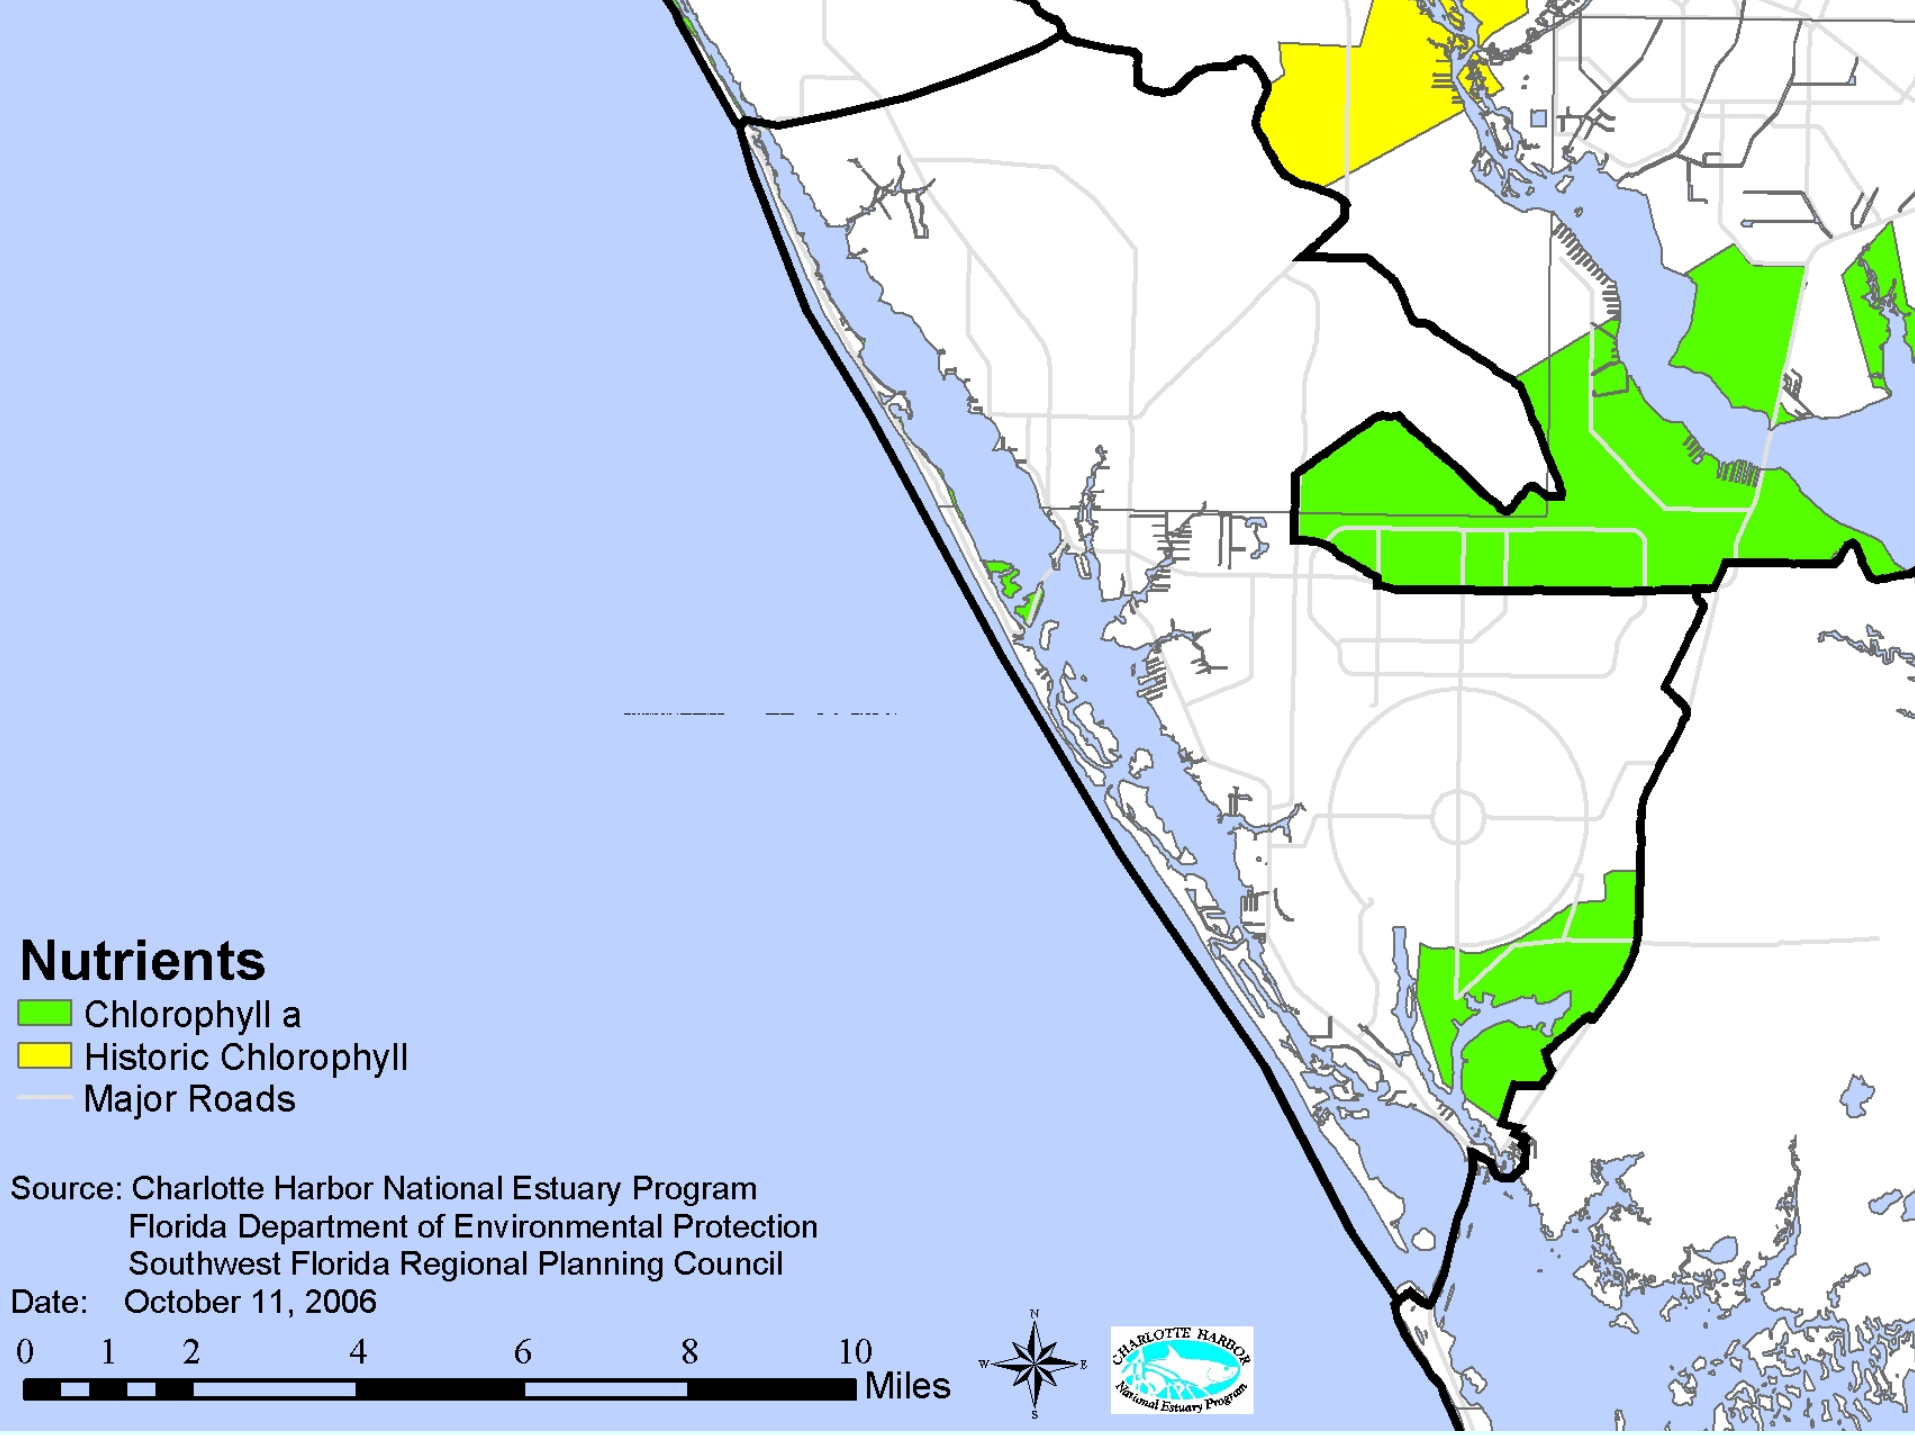 Nutrients
Chlorophyll a
Historic Chlorophyll
Major Roads
Source: Charlotte Harbor National Estuary Program
Florida Department of Environmental Protection
Southwest Florida Regional Planning Council
Date: October 11, 2006
0 1 2 4 6 8 10
Miles
N
W E
S
CHARLOTTE HARBOR
National Estuary Program